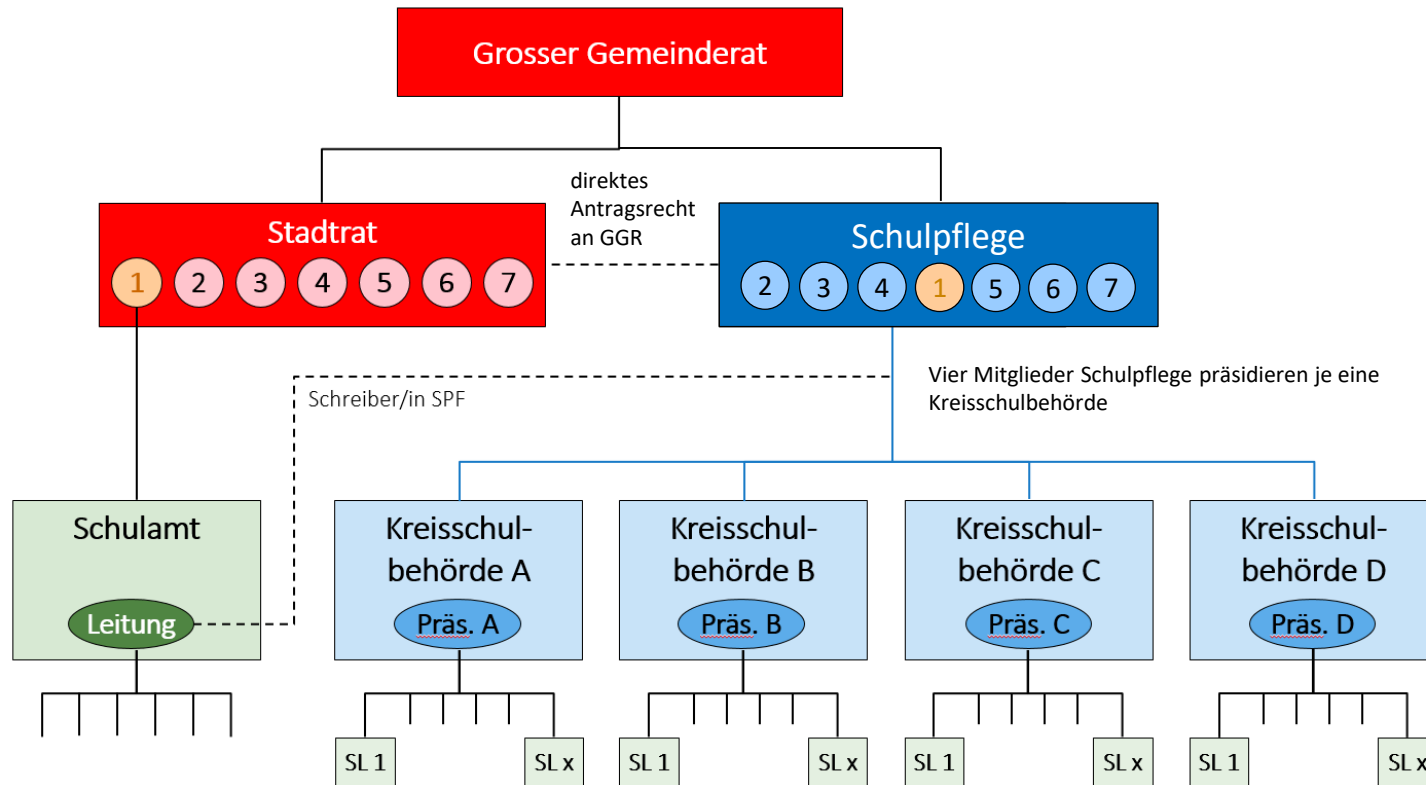 Grosser Gemeinderat
direktes
Antragsrecht
an GGR
Stadtrat
1 2 3 4 5 6 7
Schulpflege
2 3 4 1 5 6 7
Schreiber/in SPF
Vier Mitglieder Schulpflege präsidieren je eine
Kreisschulbehörde
Schulamt
Leitung
Kreisschul-
behörde A
Präs. A
Kreisschul-
behörde B
Präs. B
Kreisschul-
behörde C
Präs. C
Kreisschul-
behörde D
Präs. D
SL 1
SL x
SL 1
SL x
SL 1
SL x
SL 1
SL x